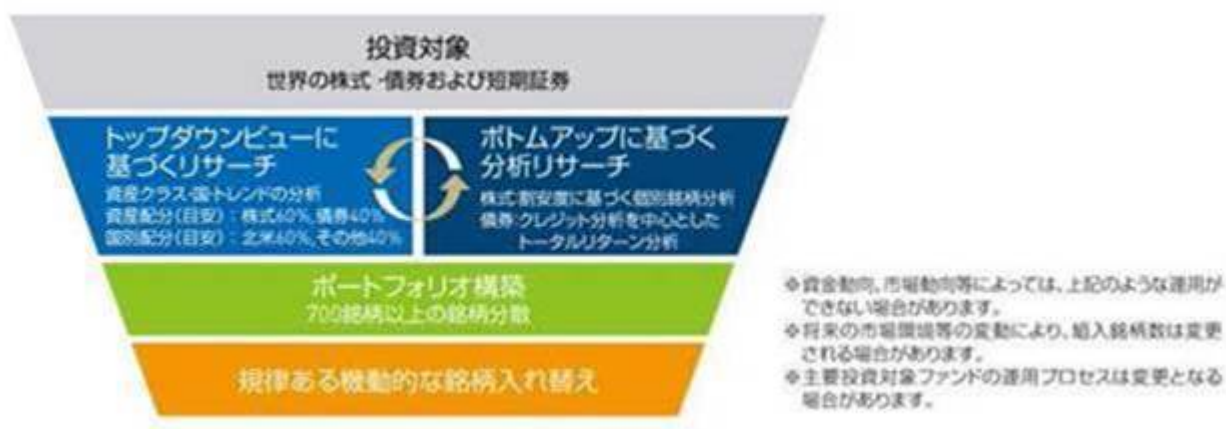 投資対象
世界の株式・債券および短期証券
トップダウンビューに
基づくリサーチ
資産クラス・国トレンドの分析
資産配分(目安):株式60%,債券40%
国別配分(目安):北米60%,その他40%
ボトムアップに基づく
分析リサーチ
株式:割安度に基づく個別銘柄分析
債券:クレジット分析を中心とした
トータルリターン分析
ポートフォリオ構築
700銘柄以上の銘柄分散
規律ある機動的な銘柄入れ替え
※資金動向、市場動向等によっては、上記のような運用が
できない場合があります。
※将来の市場環境等の変動により、組入銘柄数は変更
される場合があります。
※主要投資対象ファンドの運用プロセスは変更となる
場合があります。